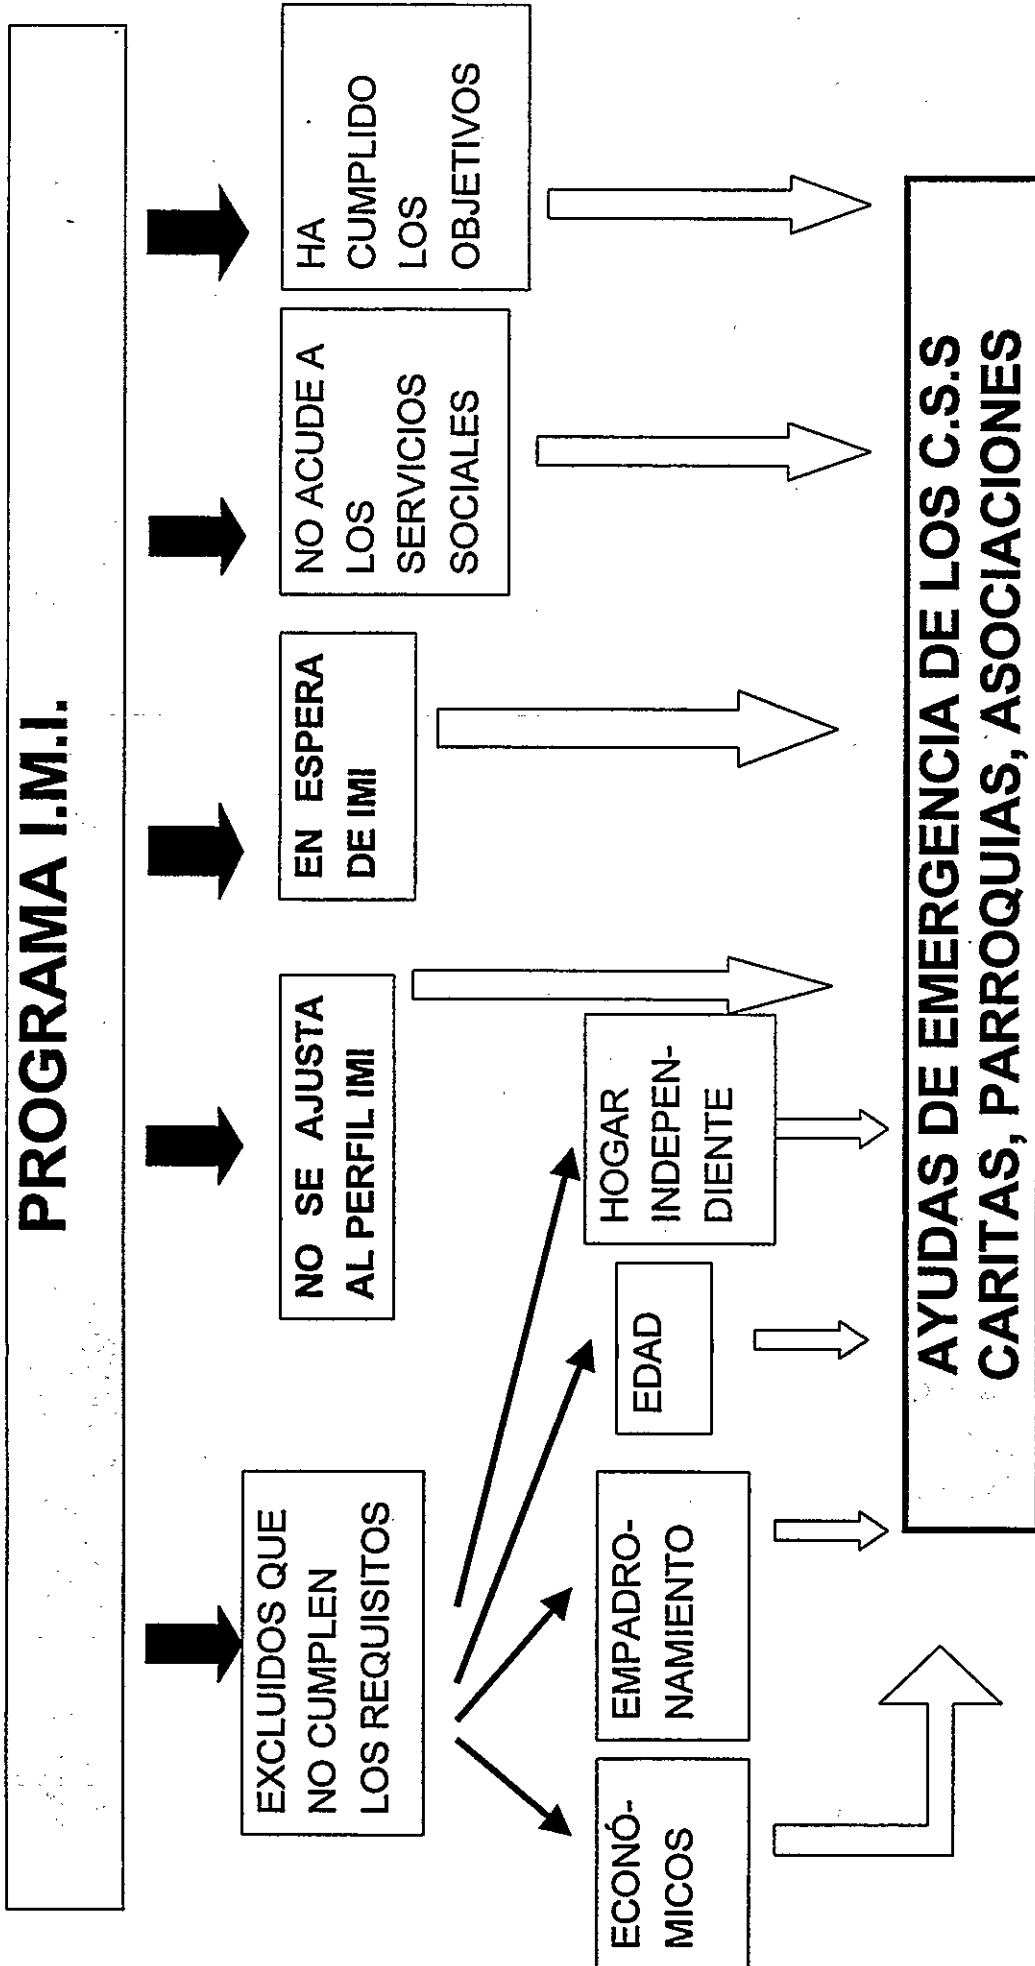 PROGRAMA I.M.I.
EXCLUIDOS QUE
NO CUMPLEN
LOS REQUISITOS
NO SE AJUSTA
AL PERFIL IMI
EN ESPERA
DE IMI
NO ACUDE A
LOS
SERVICIOS
SOCIALES
HA
CUMPLIDO
LOS
OBJETIVOS
ECONÓ-
MICOS
EMPADRO-
NAMIENTO
EDAD
HOGAR
INDEPEN-
DIENTE
AYUDAS DE EMERGENCIA DE LOS C.S.S
CARITAS, PARROQUIAS, ASOCIACIONES